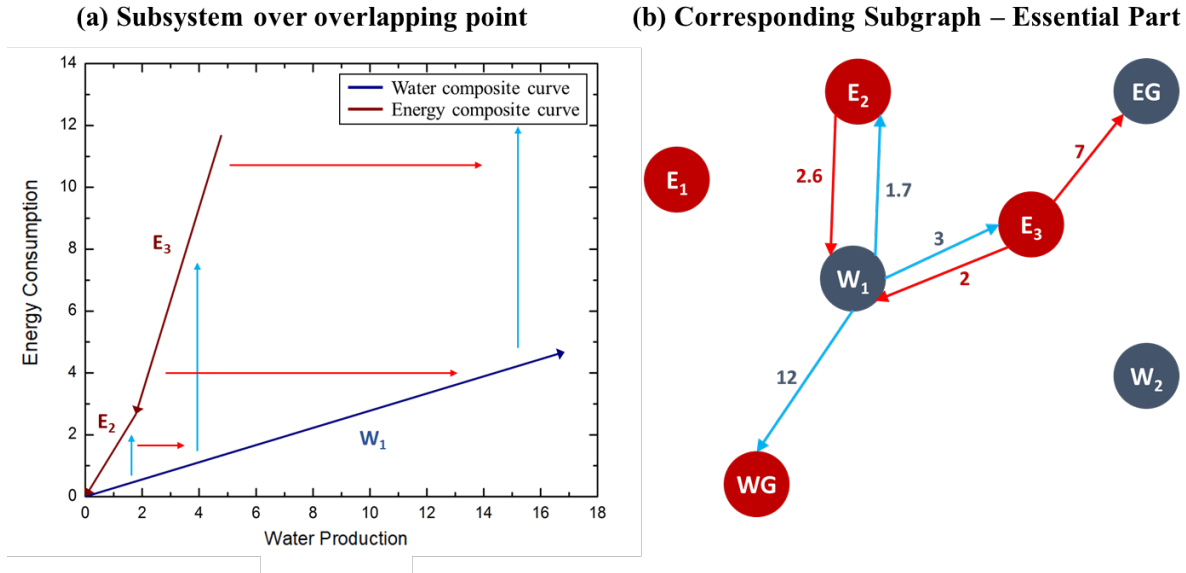 (a) Subsystem over overlapping point
(b) Corresponding Subgraph – Essential Part
14
12
10
8
6
4
2
0
0 2 4 6 8 10 12 14 16 18
Energy Consumption
Water Production
Water composite curve
Energy composite curve
E3
E2
W1
E2
EG
E1
2.6
1.7
7
3
E3
W1
2
12
W2
WG